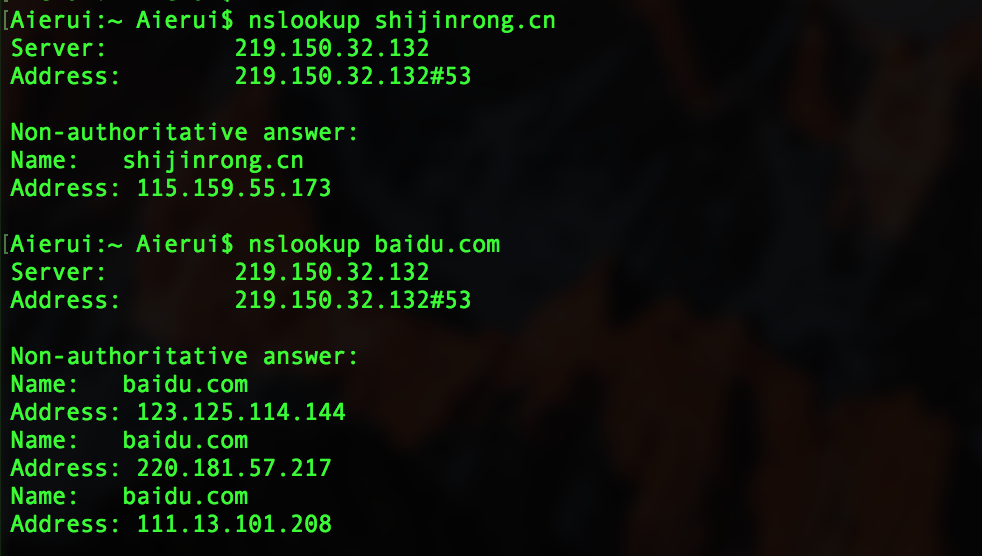 [Aierui:~ Aierui$ nslookup shijinrong.cn
Server:		219.150.32.132
Address:	219.150.32.132#53

Non-authoritative answer:
Name:	shijinrong.cn
Address: 115.159.55.173

[Aierui:~ Aierui$ nslookup baidu.com
Server:		219.150.32.132
Address:	219.150.32.132#53

Non-authoritative answer:
Name:	baidu.com
Address: 123.125.114.144
Name:	baidu.com
Address: 220.181.57.217
Name:	baidu.com
Address: 111.13.101.208